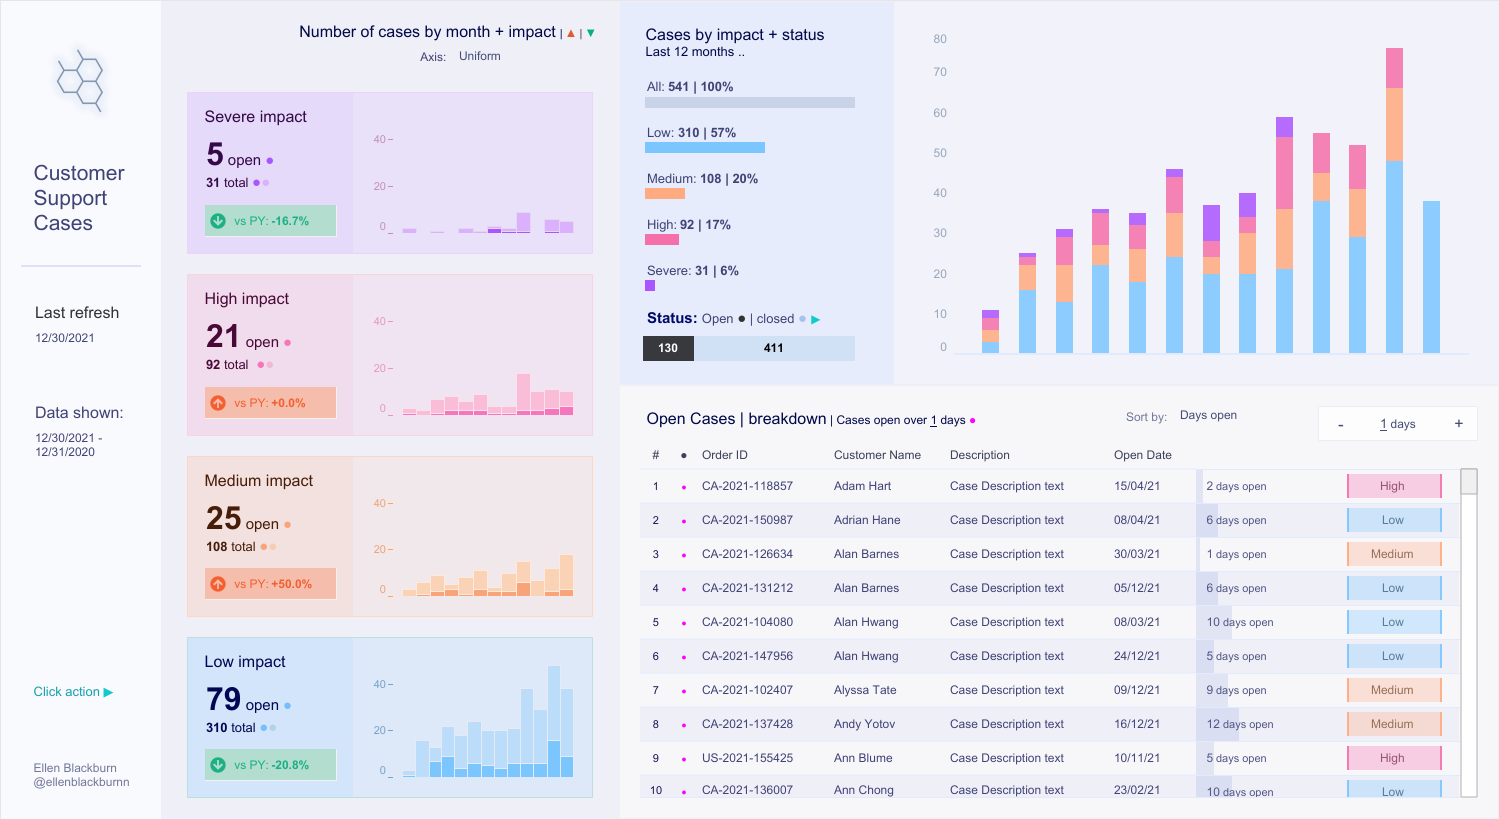 Customer
Support
Cases
Last refresh
12/30/2021
Data shown:
12/30/2021 -
12/31/2020
Click action ▶
Ellen Blackburn
@ellenblackburnn
Number of cases by month + impact | ▲ | ▼
Axis: Uniform
Severe impact
5 open ●
31 total ●●
vs PY: -16.7%
40
20
0
High impact
21 open ●
92 total ●●
vs PY: +0.0%
40
20
0
Medium impact
25 open ●
108 total ●●
vs PY: +50.0%
40
20
0
Low impact
79 open ●
310 total ●●
vs PY: -20.8%
40
20
0
Cases by impact + status
Last 12 months ..
All: 541 | 100%
Low: 310 | 57%
Medium: 108 | 20%
High: 92 | 17%
Severe: 31 | 6%
Status: Open ● | closed ● ▶
130 411
80
70
60
50
40
30
20
10
0
Open Cases | breakdown | Cases open over 1 days ●
Sort by: Days open
- 1 days +
# ● Order ID Customer Name Description Open Date
1 ● CA-2021-118857 Adam Hart Case Description text 15/04/21 2 days open High
2 ● CA-2021-150987 Adrian Hane Case Description text 08/04/21 6 days open Low
3 ● CA-2021-126634 Alan Barnes Case Description text 30/03/21 1 days open Medium
4 ● CA-2021-131212 Alan Barnes Case Description text 05/12/21 6 days open Low
5 ● CA-2021-104080 Alan Hwang Case Description text 08/03/21 10 days open Low
6 ● CA-2021-147956 Alan Hwang Case Description text 24/12/21 5 days open Low
7 ● CA-2021-102407 Alyssa Tate Case Description text 09/12/21 9 days open Medium
8 ● CA-2021-137428 Andy Yotov Case Description text 16/12/21 12 days open Medium
9 ● US-2021-155425 Ann Blume Case Description text 10/11/21 5 days open High
10 ● CA-2021-136007 Ann Chong Case Description text 23/02/21 10 days open Low